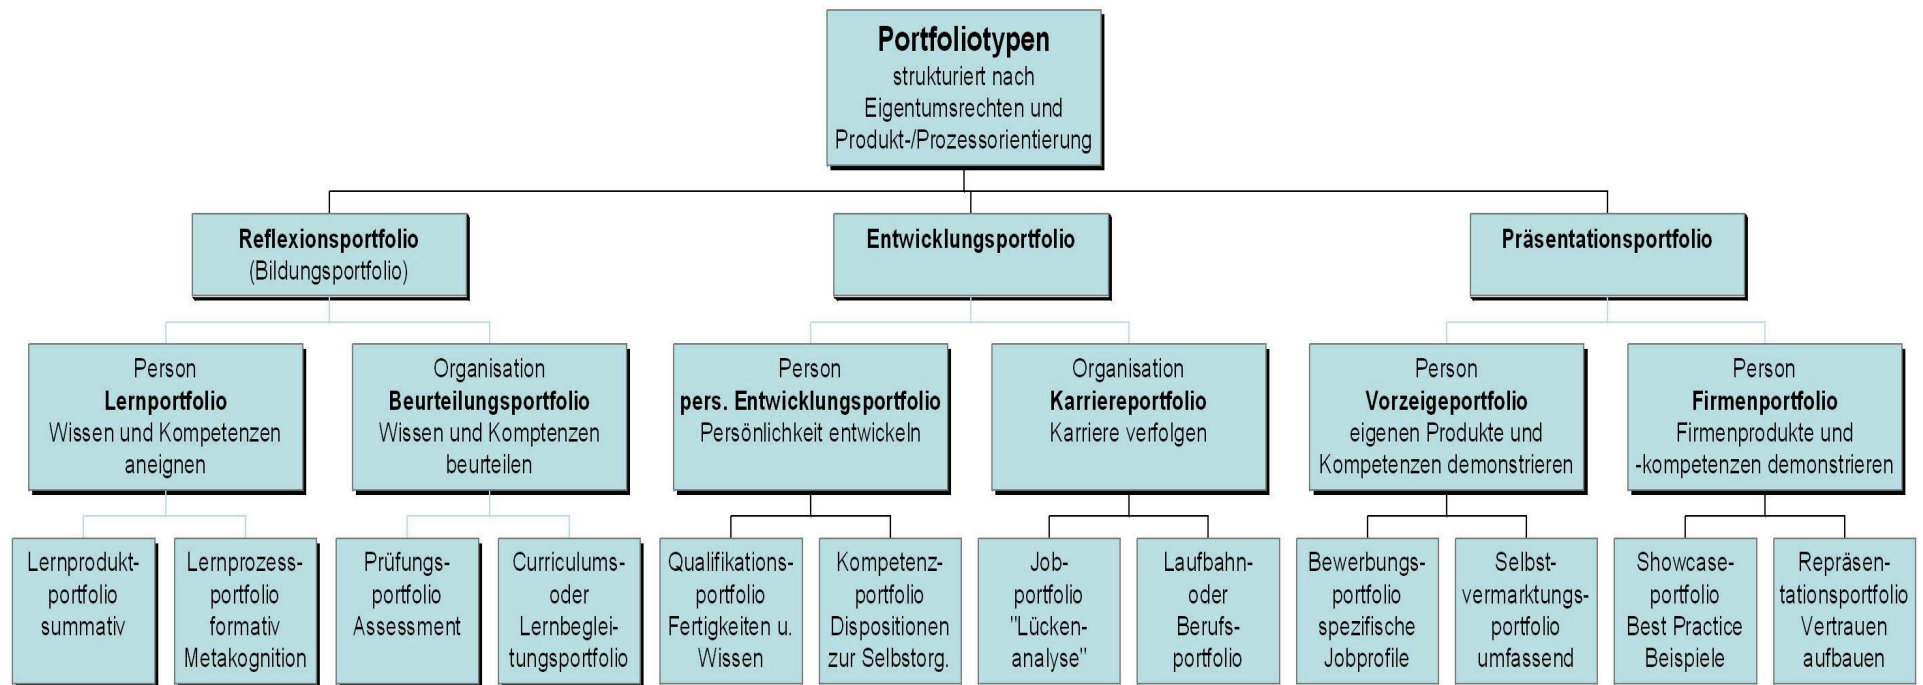 Portfoliotypen
strukturiert nach
Eigentumsrechten und
Produkt-/Prozessorientierung
Reflexionsportfolio
(Bildungsportfolio)
Entwicklungsportfolio
Präsentationsportfolio
Person
Lernportfolio
Wissen und Kompetenzen
aneignen
Organisation
Beurteilungsportfolio
Wissen und Komptenzen
beurteilen
Person
pers. Entwicklungsportfolio
Persönlichkeit entwickeln
Organisation
Karriereportfolio
Karriere verfolgen
Person
Vorzeigeportfolio
eigenen Produkte und
Kompetenzen demonstrieren
Person
Firmenportfolio
Firmenprodukte und
-kompetenzen demonstrieren
Lernprodukt-
portfolio
summativ
Lernprozess-
portfolio
formativ
Metakognition
Prüfungs-
portfolio
Assessment
Curriculums-
oder
Lernbeglei-
tungsportfolio
Qualifikations-
portfolio
Fertigkeiten u.
Wissen
Kompetenz-
portfolio
Dispositionen
zur Selbstorg.
Job-
portfolio
"Lücken-
analyse"
Laufbahn-
oder
Berufs-
portfolio
Bewerbungs-
portfolio
spezifische
Jobprofile
Selbst-
vermarktungs-
portfolio
umfassend
Showcase-
portfolio
Best Practice
Beispiele
Repräsen-
tationsportfolio
Vertrauen
aufbauen